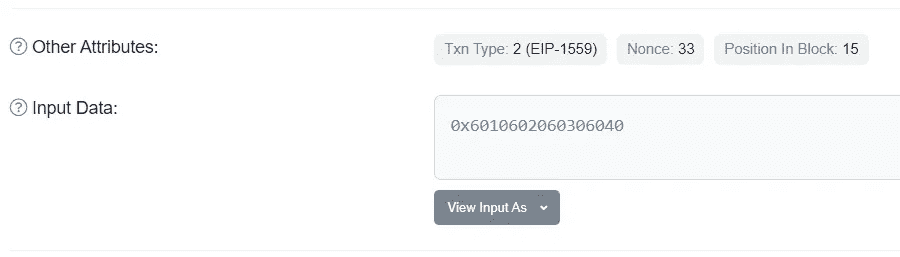 Other Attributes:
Txn Type: 2 (EIP-1559) Nonce: 33 Position In Block: 15
Input Data:
0x6010602060306040
View Input As